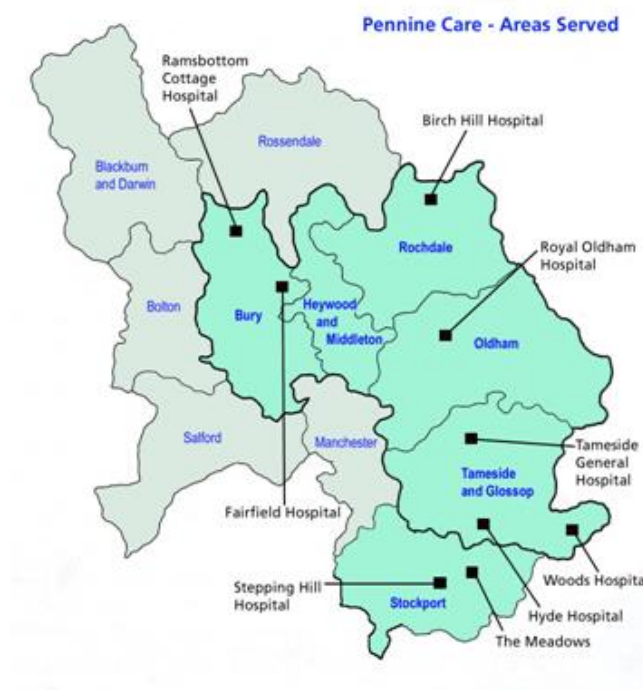 Pennine Care - Areas Served
Ramsbottom
Cottage
Hospital
Birch Hill Hospital
Rossendale
Blackburn
and Darwin
Rochdale
Royal Oldham
Hospital
Bolton
Bury
Heywood
and
Middleton
Oldham
Salford
Manchester
Tameside
General
Hospital
Tameside
and Glossop
Fairfield Hospital
Woods Hospita
Stepping Hill
Hospital
Stockport
Hyde Hospital
The Meadows